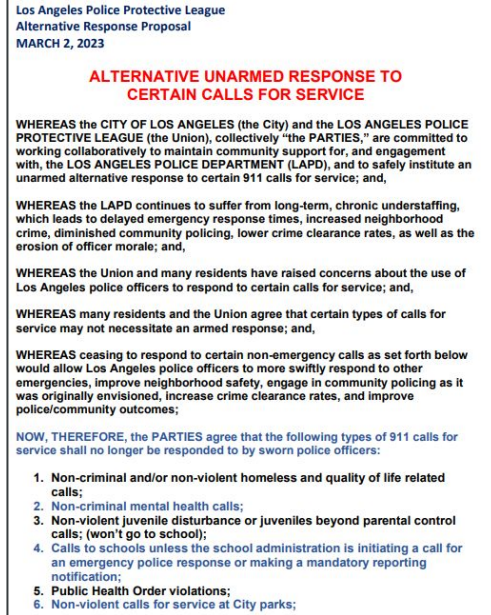 Los Angeles Police Protective League
Alternative Response Proposal
MARCH 2, 2023
ALTERNATIVE UNARMED RESPONSE TO
CERTAIN CALLS FOR SERVICE
WHEREAS the CITY OF LOS ANGELES (the City) and the LOS ANGELES POLICE
PROTECTIVE LEAGUE (the Union), collectively “the PARTIES,” are committed to
working collaboratively to maintain community support for, and engagement
with, the LOS ANGELES POLICE DEPARTMENT (LAPD), and to safely institute an
unarmed alternative response to certain 911 calls for service; and,
WHEREAS the LAPD continues to suffer from long-term, chronic understaffing,
which leads to delayed emergency response times, increased neighborhood
crime, diminished community policing, lower crime clearance rates, as well as the
erosion of officer morale; and,
WHEREAS the Union and many residents have raised concerns about the use of
Los Angeles police officers to respond to certain calls for service; and,
WHEREAS many residents and the Union agree that certain types of calls for
service may not necessitate an armed response; and,
WHEREAS ceasing to respond to certain non-emergency calls as set forth below
would allow Los Angeles police officers to more swiftly respond to other
emergencies, improve neighborhood safety, engage in community policing as it
was originally envisioned, increase crime clearance rates, and improve
police/community outcomes;
NOW, THEREFORE, the PARTIES agree that the following types of 911 calls for
service shall no longer be responded to by sworn police officers:
1. Non-criminal and/or non-violent homeless and quality of life related
calls;
2. Non-criminal mental health calls;
3. Non-violent juvenile disturbance or juveniles beyond parental control
calls; (won’t go to school);
4. Calls to schools unless the school administration is initiating a call for
an emergency police response or making a mandatory reporting
notification;
5. Public Health Order violations;
6. Non-violent calls for service at City parks;